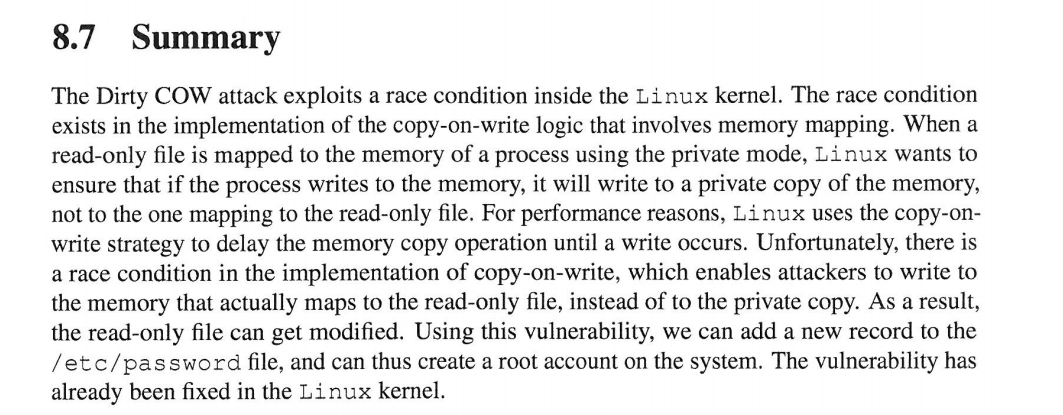 8.7 Summary
The Dirty COW attack exploits a race condition inside the Linux kernel. The race condition
exists in the implementation of the copy-on-write logic that involves memory mapping. When a
read-only file is mapped to the memory of a process using the private mode, Linux wants to
ensure that if the process writes to the memory, it will write to a private copy of the memory,
not to the one mapping to the read-only file. For performance reasons, Linux uses the copy-on-
write strategy to delay the memory copy operation until a write occurs. Unfortunately, there is
a race condition in the implementation of copy-on-write, which enables attackers to write to
the memory that actually maps to the read-only file, instead of to the private copy. As a result,
the read-only file can get modified. Using this vulnerability, we can add a new record to the
/etc/password file, and can thus create a root account on the system. The vulnerability has
already been fixed in the Linux kernel.